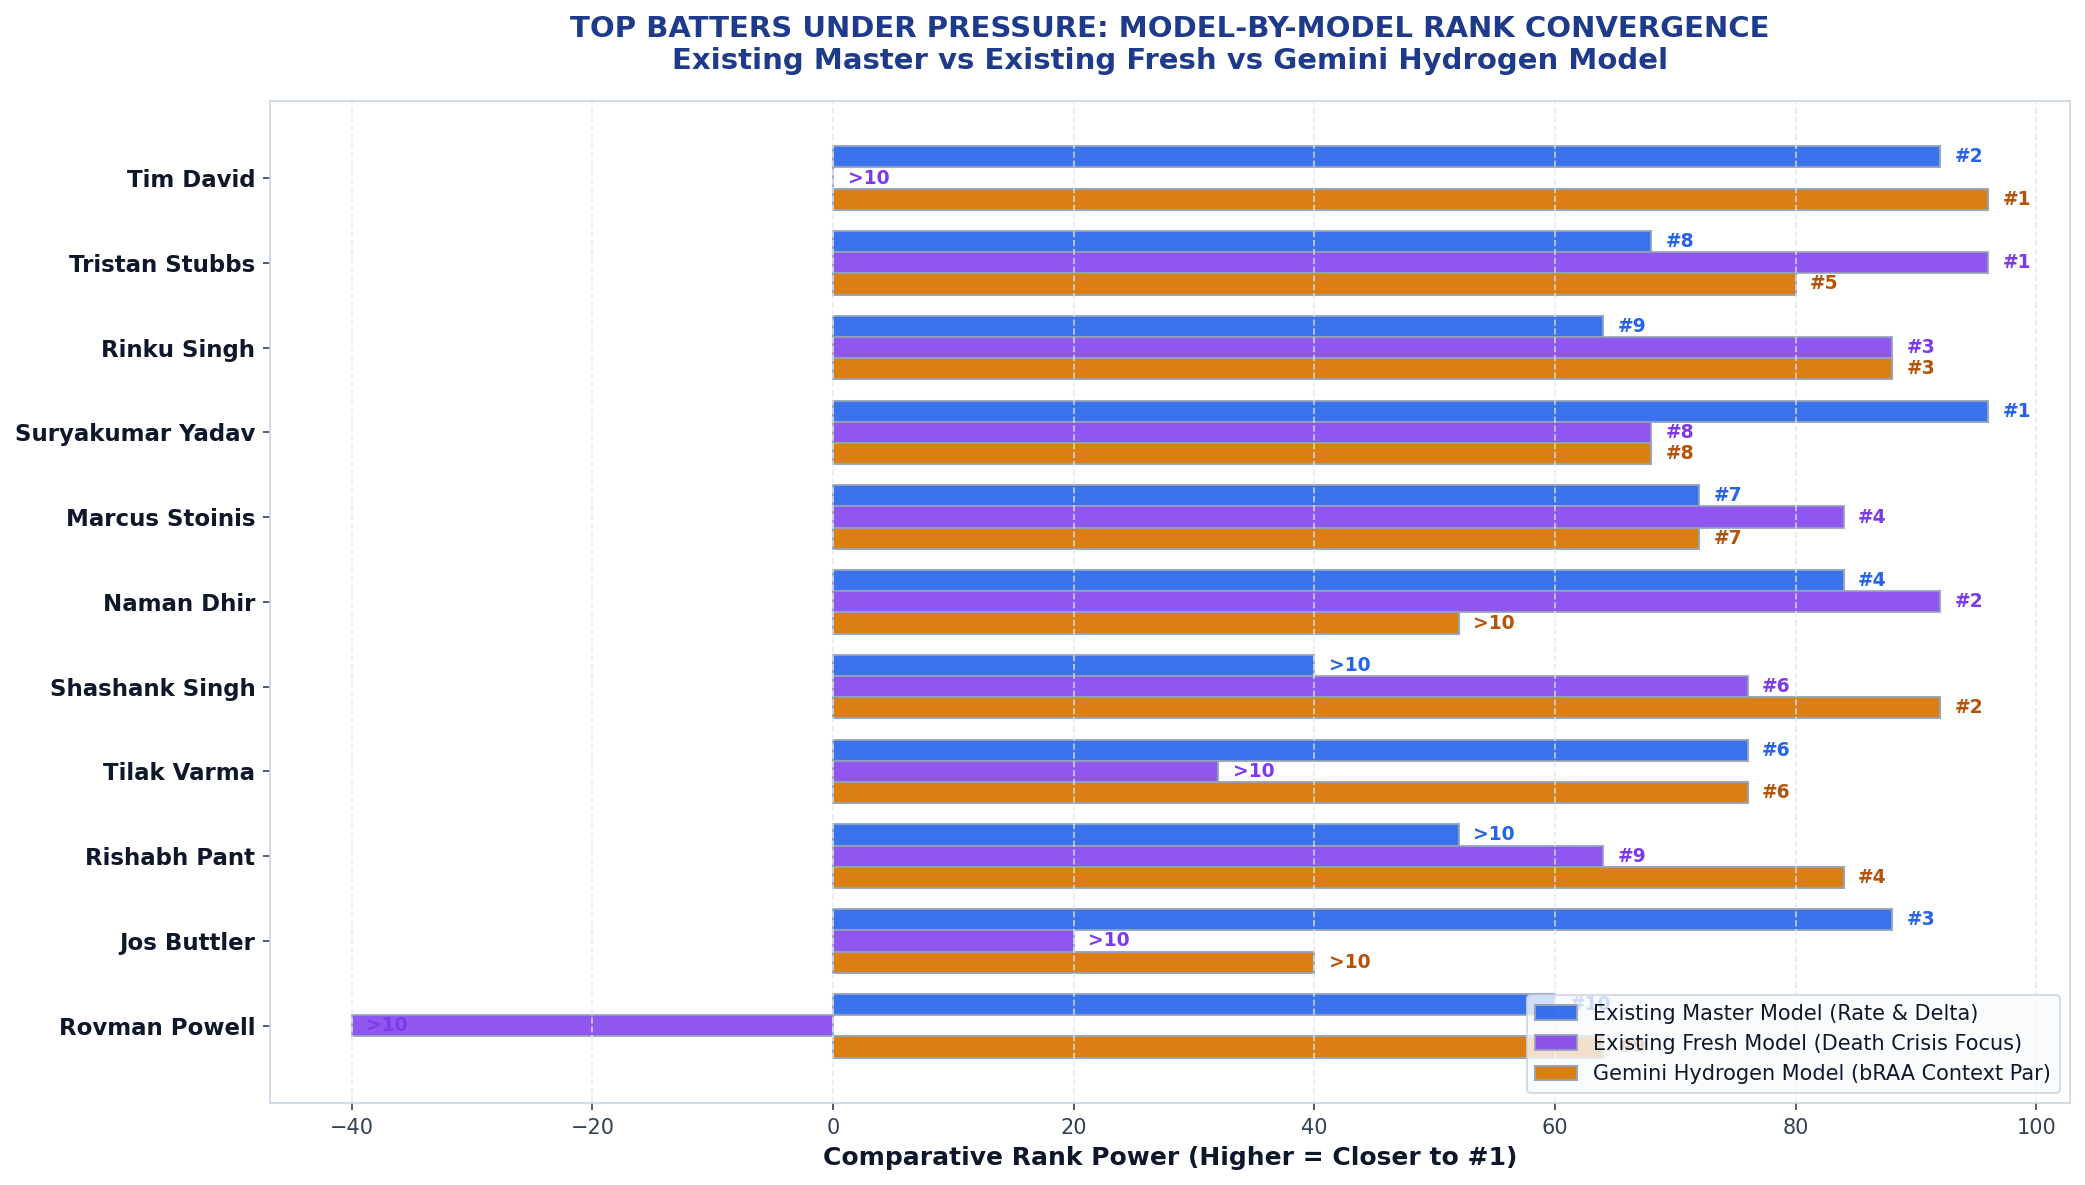 TOP BATTERS UNDER PRESSURE: MODEL-BY-MODEL RANK CONVERGENCE
Existing Master vs Existing Fresh vs Gemini Hydrogen Model
Tim David
#2
>10
#1
Tristan Stubbs
#8
#1
#5
Rinku Singh
#9
#3
#3
Suryakumar Yadav
#1
#8
#8
Marcus Stoinis
#7
#4
#7
Naman Dhir
#4
#2
>10
Shashank Singh
>10
#6
#2
Tilak Varma
#6
>10
#6
Rishabh Pant
>10
#9
#4
Jos Buttler
#3
>10
>10
Rovman Powell
#10
>10
Existing Master Model (Rate & Delta)
Existing Fresh Model (Death Crisis Focus)
Gemini Hydrogen Model (bRAA Context Par)
−40 −20 0 20 40 60 80 100
Comparative Rank Power (Higher = Closer to #1)